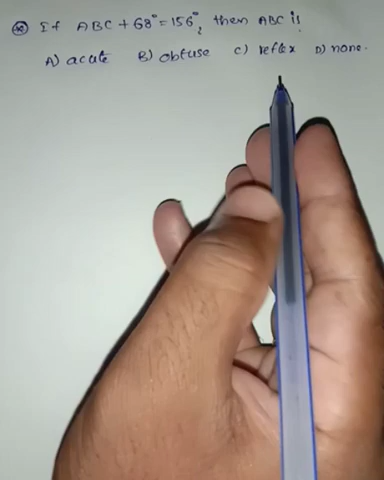 ⊛ If ABC + 68° = 156°, then ABC is
A) acute B) obtuse C) reflex D) none.